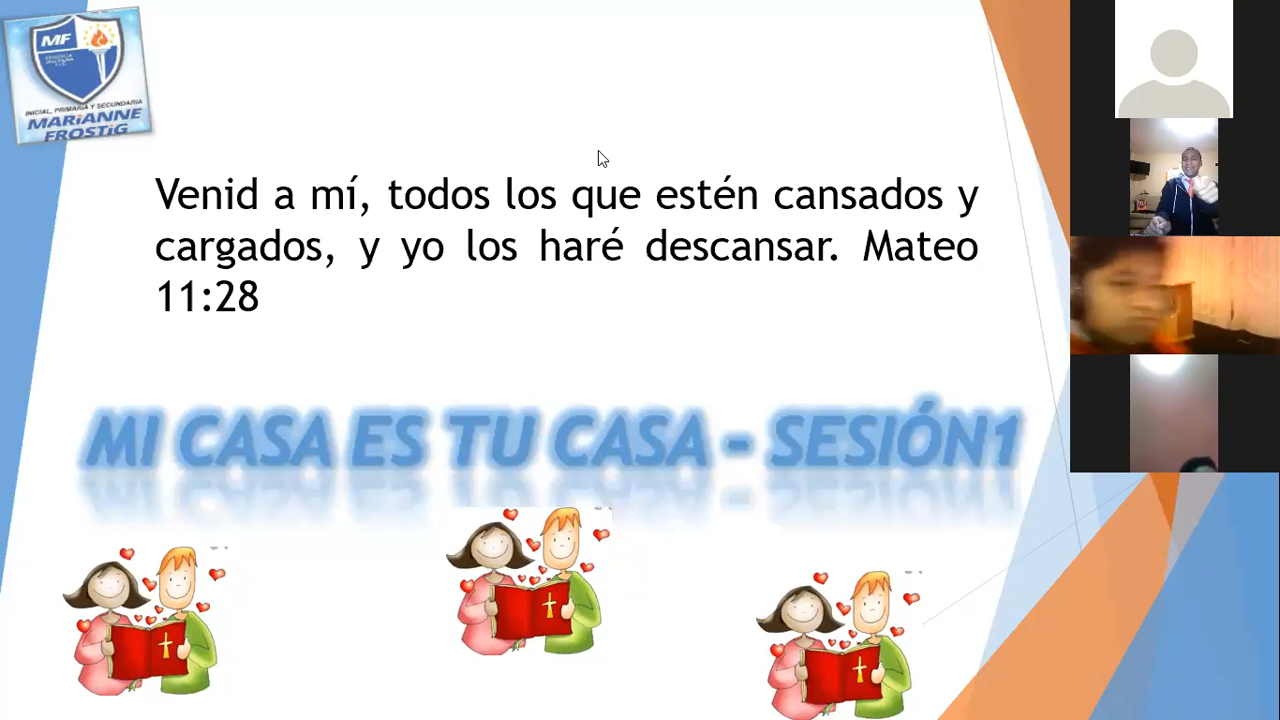 MF
INICIAL, PRIMARIA Y SECUNDARIA
MARIANNE
FROSTIG
Venid a mí, todos los que estén cansados y
cargados, y yo los haré descansar. Mateo
11:28
MI CASA ES TU CASA – SESIÓN1